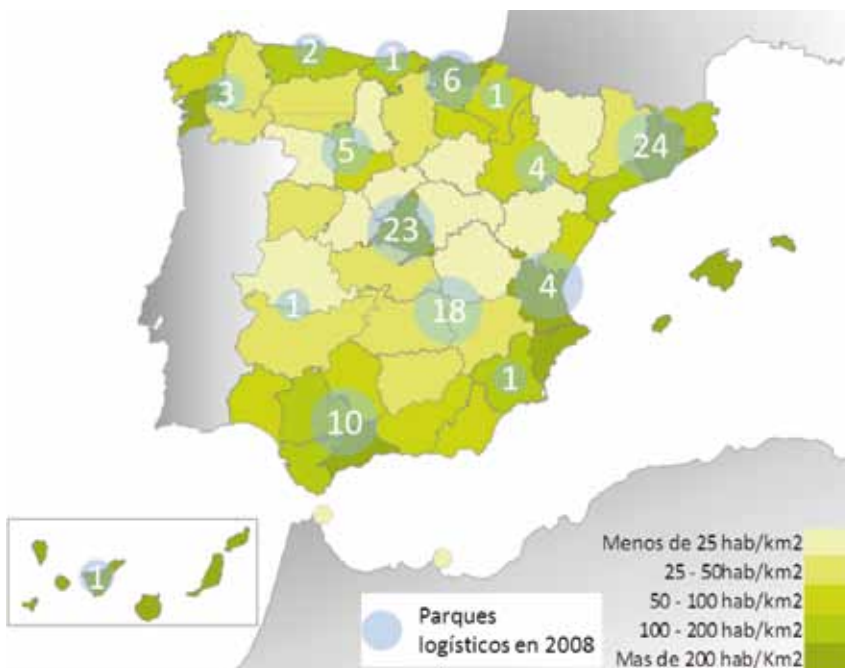 2
1
6
1
3
24
5
4
23
4
1
18
1
10
1
Menos de 25 hab/km2
25 - 50hab/km2
50 - 100 hab/km2
100 - 200 hab/km2
Mas de 200 hab/Km2
Parques
logísticos en 2008